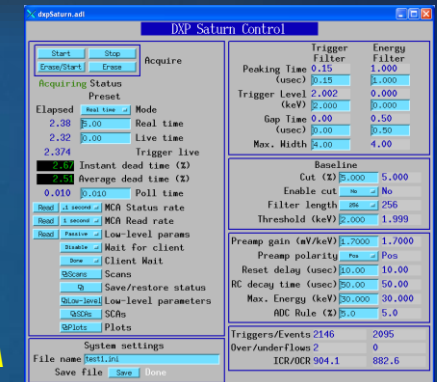 dxpSaturn.adl
DXP Saturn Control
Start Stop
Erase/Start Erase
Acquire
Acquiring Status
Preset
Elapsed Real time Mode
2.38 5.00 Real time
2.32 0.00 Live time
2.374 Trigger live
2.67 Instant dead time (%)
2.51 Average dead time (%)
0.010 0.010 Poll time
Read .1 second MCA Status rate
Read 1 second MCA Read rate
Read Passive Low-level params
Disable Wait for client
Done Client Wait
Scans Scans
Save/restore status
Low-level Low-level parameters
SCAs SCAs
Plots Plots
System settings
File name test1.ini
Save file Save Done
Trigger Energy
Filter Filter
Peaking Time 0.15 1.000
(usec) 0.15 1.000
Trigger Level 2.002 0.000
(keV) 2.000 0.000
Gap Time 0.00 0.50
(usec) 0.00 0.50
Max. Width 4.00 4.00
Baseline
Cut (%) 5.000 5.000
Enable cut No No
Filter length 256 256
Threshold (keV) 2.000 1.999
Preamp gain (mV/keV) 1.7000 1.7000
Preamp polarity Pos Pos
Reset delay (usec) 10.00 10.00
RC decay time (usec) 50.00 50.00
Max. Energy (keV) 30.000 30.000
ADC Rule (%) 5.0 5.0
Triggers/Events 2146 2095
Over/underflows 2 0
ICR/OCR 904.1 882.6